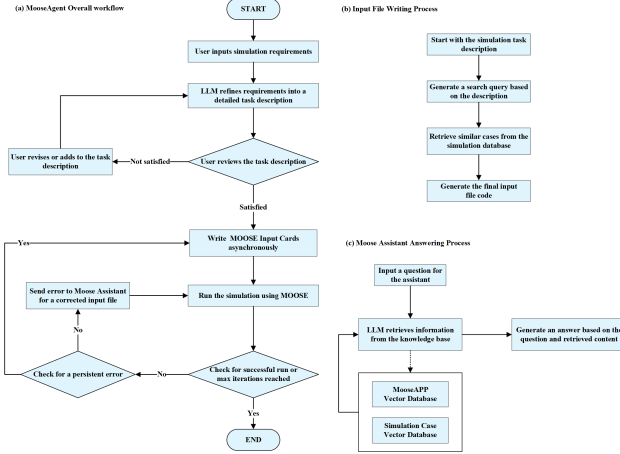 (a) MooseAgent Overall workflow
START
User inputs simulation requirements
LLM refines requirements into a
detailed task description
User reviews the task description
Not satisfied
User revises or adds to the task
description
Satisfied
Write MOOSE Input Cards
asynchronously
Yes
Send error to Moose Assistant
for a corrected input file
Run the simulation using MOOSE
No
Check for a persistent error
No
Check for successful run or
max iterations reached
Yes
END
(b) Input File Writing Process
Start with the simulation task
description
Generate a search query based
on the description
Retrieve similar cases from the
simulation database
Generate the final input
file code
(c) Moose Assistant Answering Process
Input a question for
the assistant
LLM retrieves information
from the knowledge base
Generate an answer based on the
question and retrieved content
MooseAPP
Vector Database
Simulation Case
Vector Database